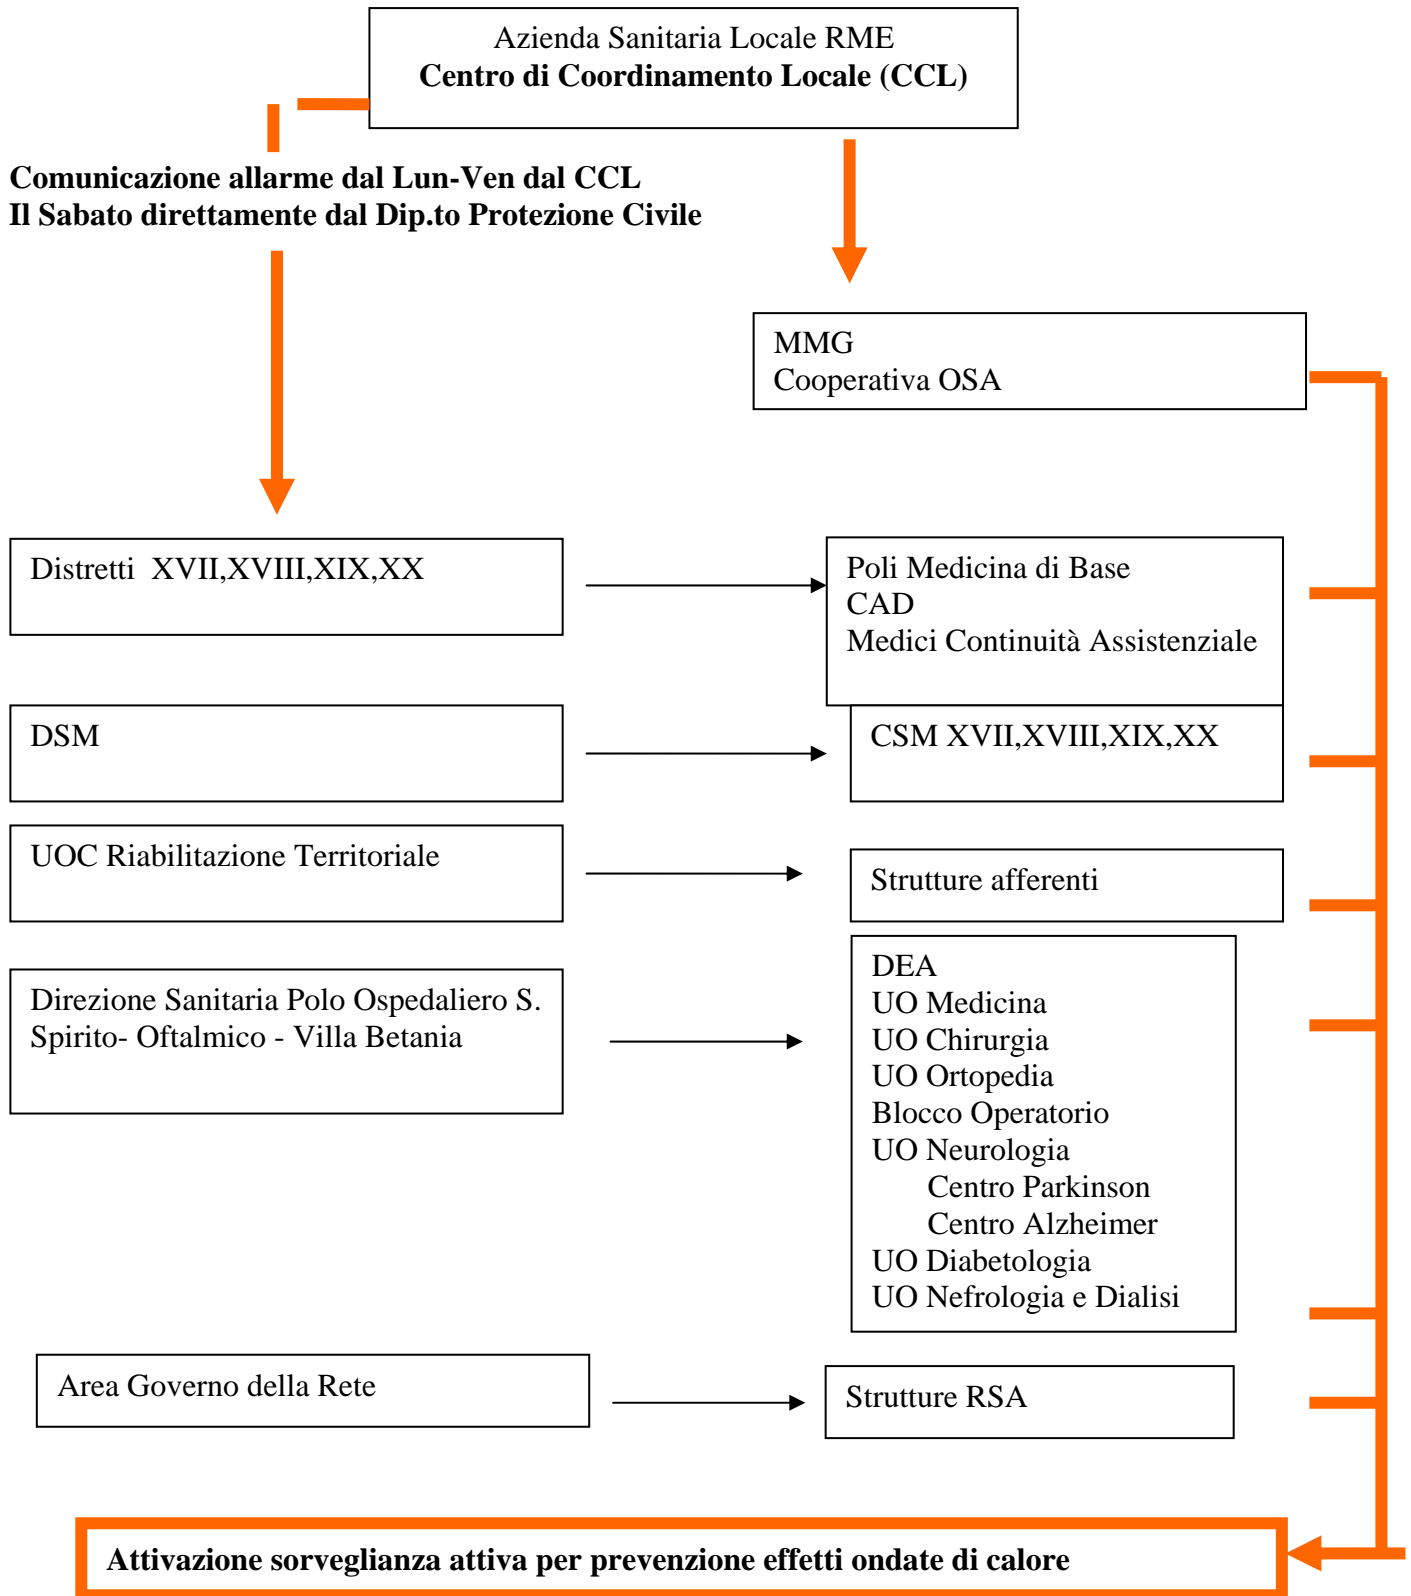 Azienda Sanitaria Locale RME
Centro di Coordinamento Locale (CCL)
Comunicazione allarme dal Lun-Ven dal CCL
Il Sabato direttamente dal Dip.to Protezione Civile
MMG
Cooperativa OSA
Distretti XVII,XVIII,XIX,XX
Poli Medicina di Base
CAD
Medici Continuità Assistenziale
DSM
CSM XVII,XVIII,XIX,XX
UOC Riabilitazione Territoriale
Strutture afferenti
Direzione Sanitaria Polo Ospedaliero S.
Spirito- Oftalmico - Villa Betania
DEA
UO Medicina
UO Chirurgia
UO Ortopedia
Blocco Operatorio
UO Neurologia
Centro Parkinson
Centro Alzheimer
UO Diabetologia
UO Nefrologia e Dialisi
Area Governo della Rete
Strutture RSA
Attivazione sorveglianza attiva per prevenzione effetti ondate di calore